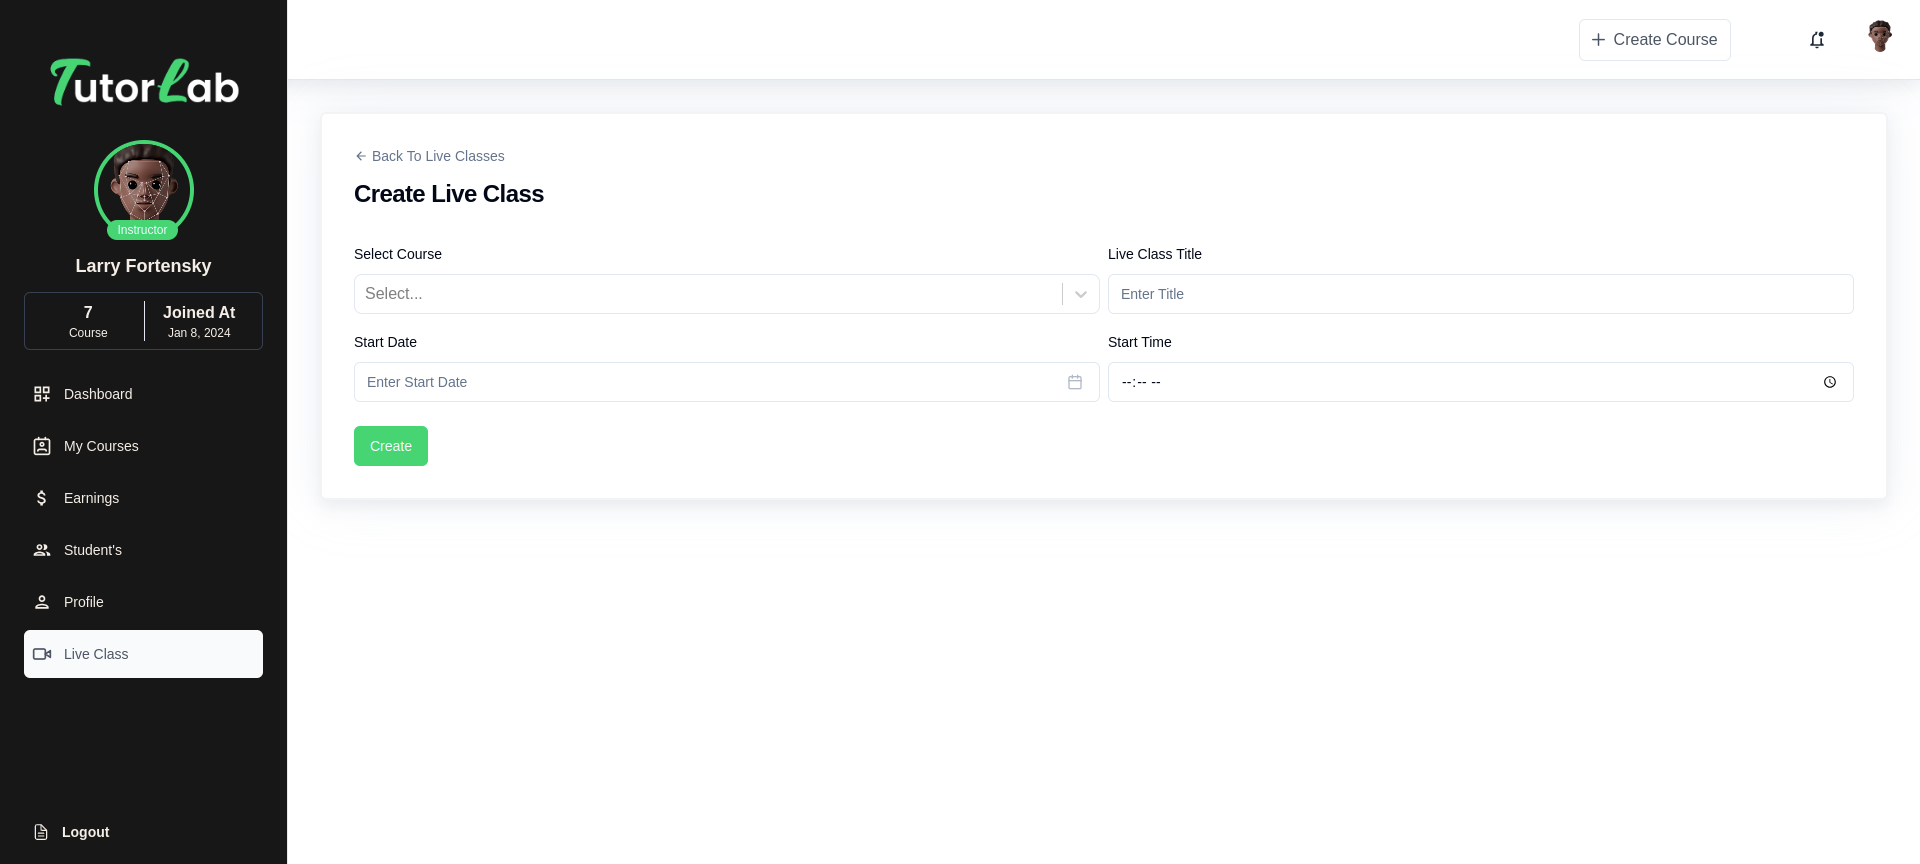 TutorLab
Instructor
Larry Fortensky
7
Course
Joined At
Jan 8, 2024
Dashboard
My Courses
Earnings
Student's
Profile
Live Class
Logout
Create Course
Back To Live Classes
Create Live Class
Select Course
Select...
Live Class Title
Enter Title
Start Date
Enter Start Date
Start Time
--:-- --
Create